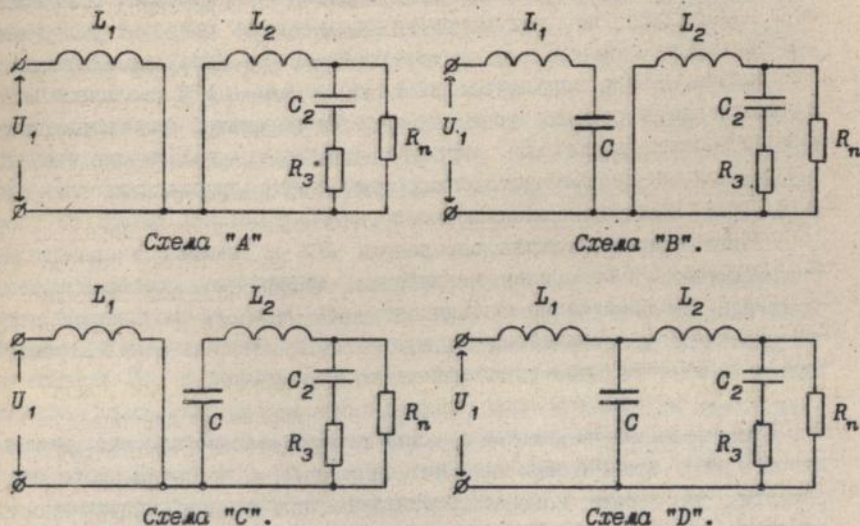 L₁ L₂
U₁ C₂ R₃ Rₙ
Схема "A"
L₁ L₂
U₁ C C₂ R₃ Rₙ
Схема "B".
L₁ L₂
U₁ C C₂ R₃ Rₙ
Схема "C".
L₁ L₂
U₁ C C₂ R₃ Rₙ
Схема "D".